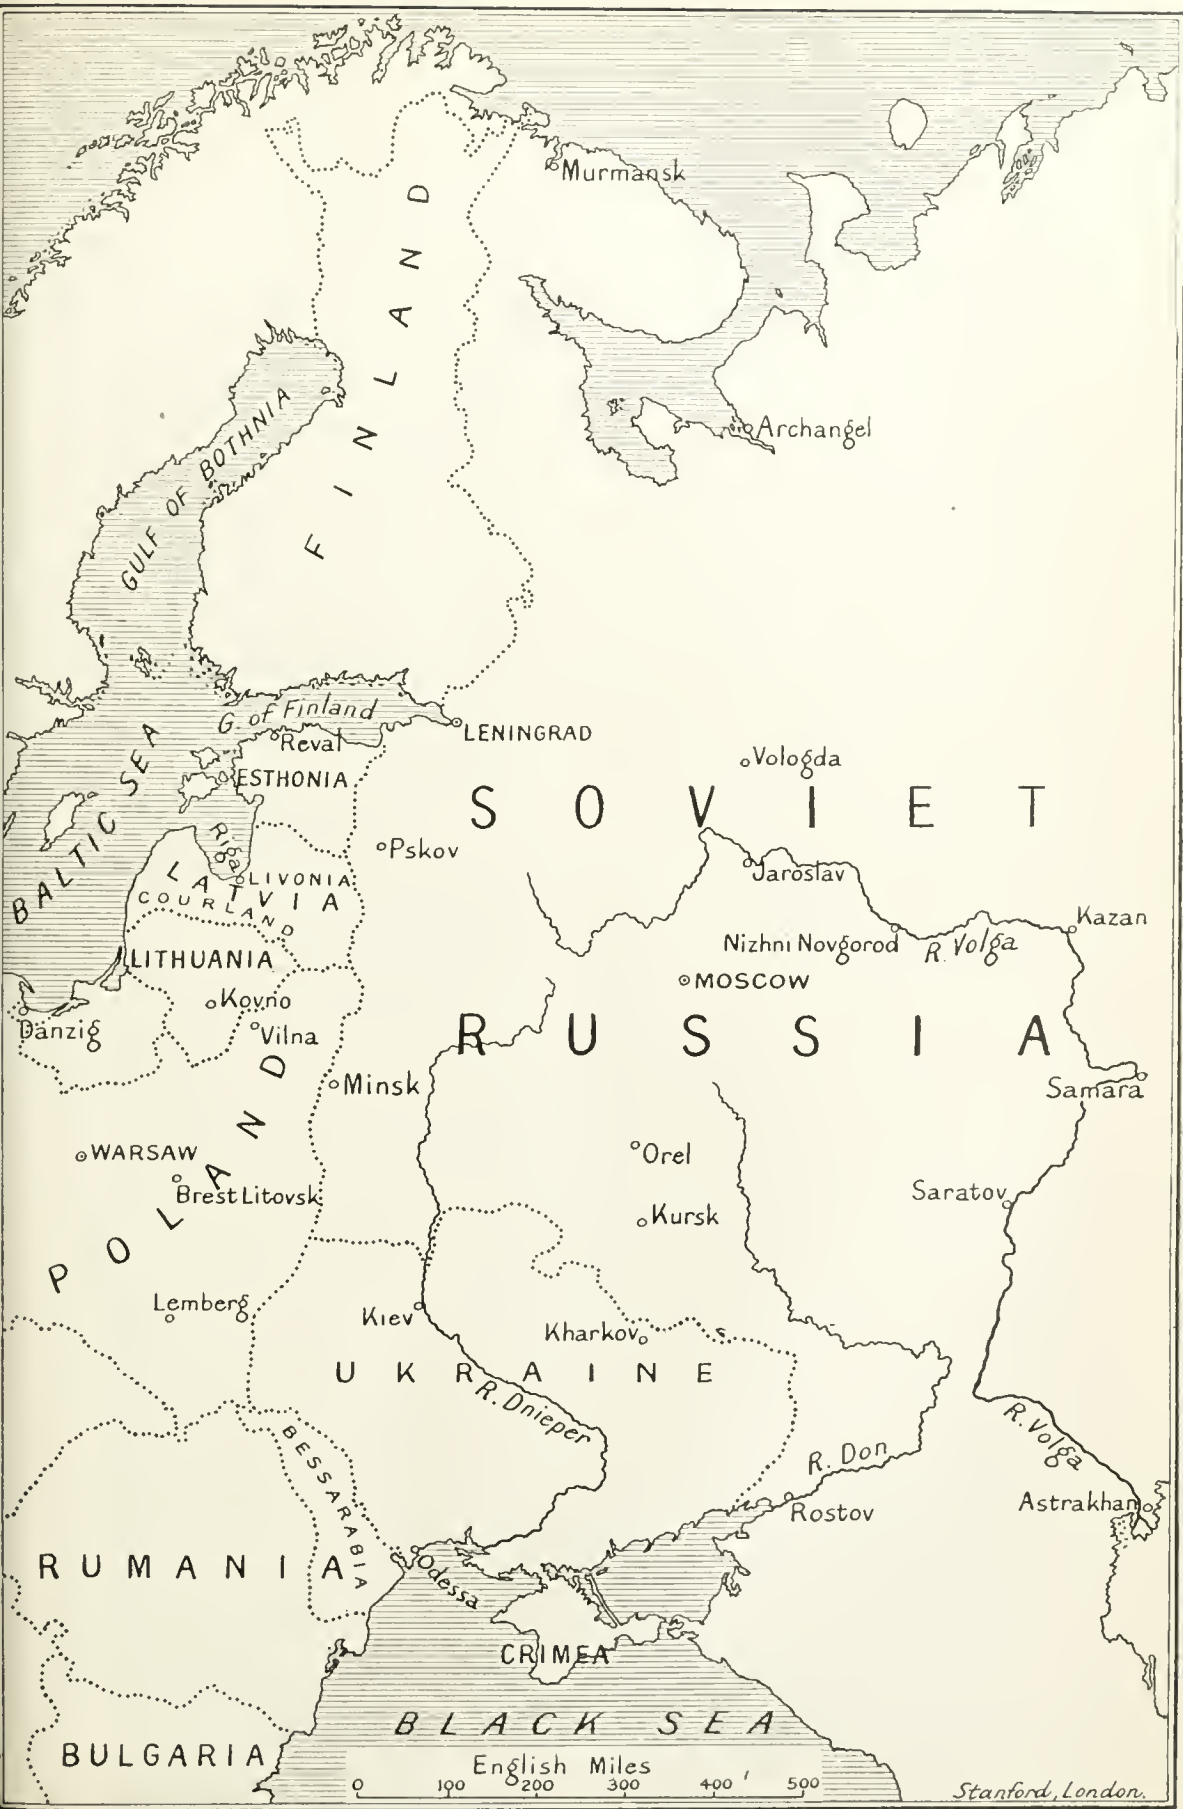 Murmansk
FINLAND
GULF OF BOTHNIA
Archangel
G. of Finland
LENINGRAD
Reval
BALTIC SEA
ESTHONIA
Vologda
SOVIET
Riga
Pskov
Jaroslav
LIVONIA
LATVIA
COURLAND
Kazan
Nizhni Novgorod
R. Volga
LITHUANIA
MOSCOW
Kovno
Dänzig
Vilna
RUSSIA
Minsk
Samara
POLAND
WARSAW
Orel
Brest Litovsk
Saratov
Kursk
Lemberg
Kiev
Kharkov
UKRAINE
R. Dnieper
R. Volga
BESSARABIA
R. Don
Astrakhan
Rostov
RUMANIA
Odessa
CRIMEA
BLACK SEA
BULGARIA
English Miles
0 100 200 300 400 500
Stanford, London.